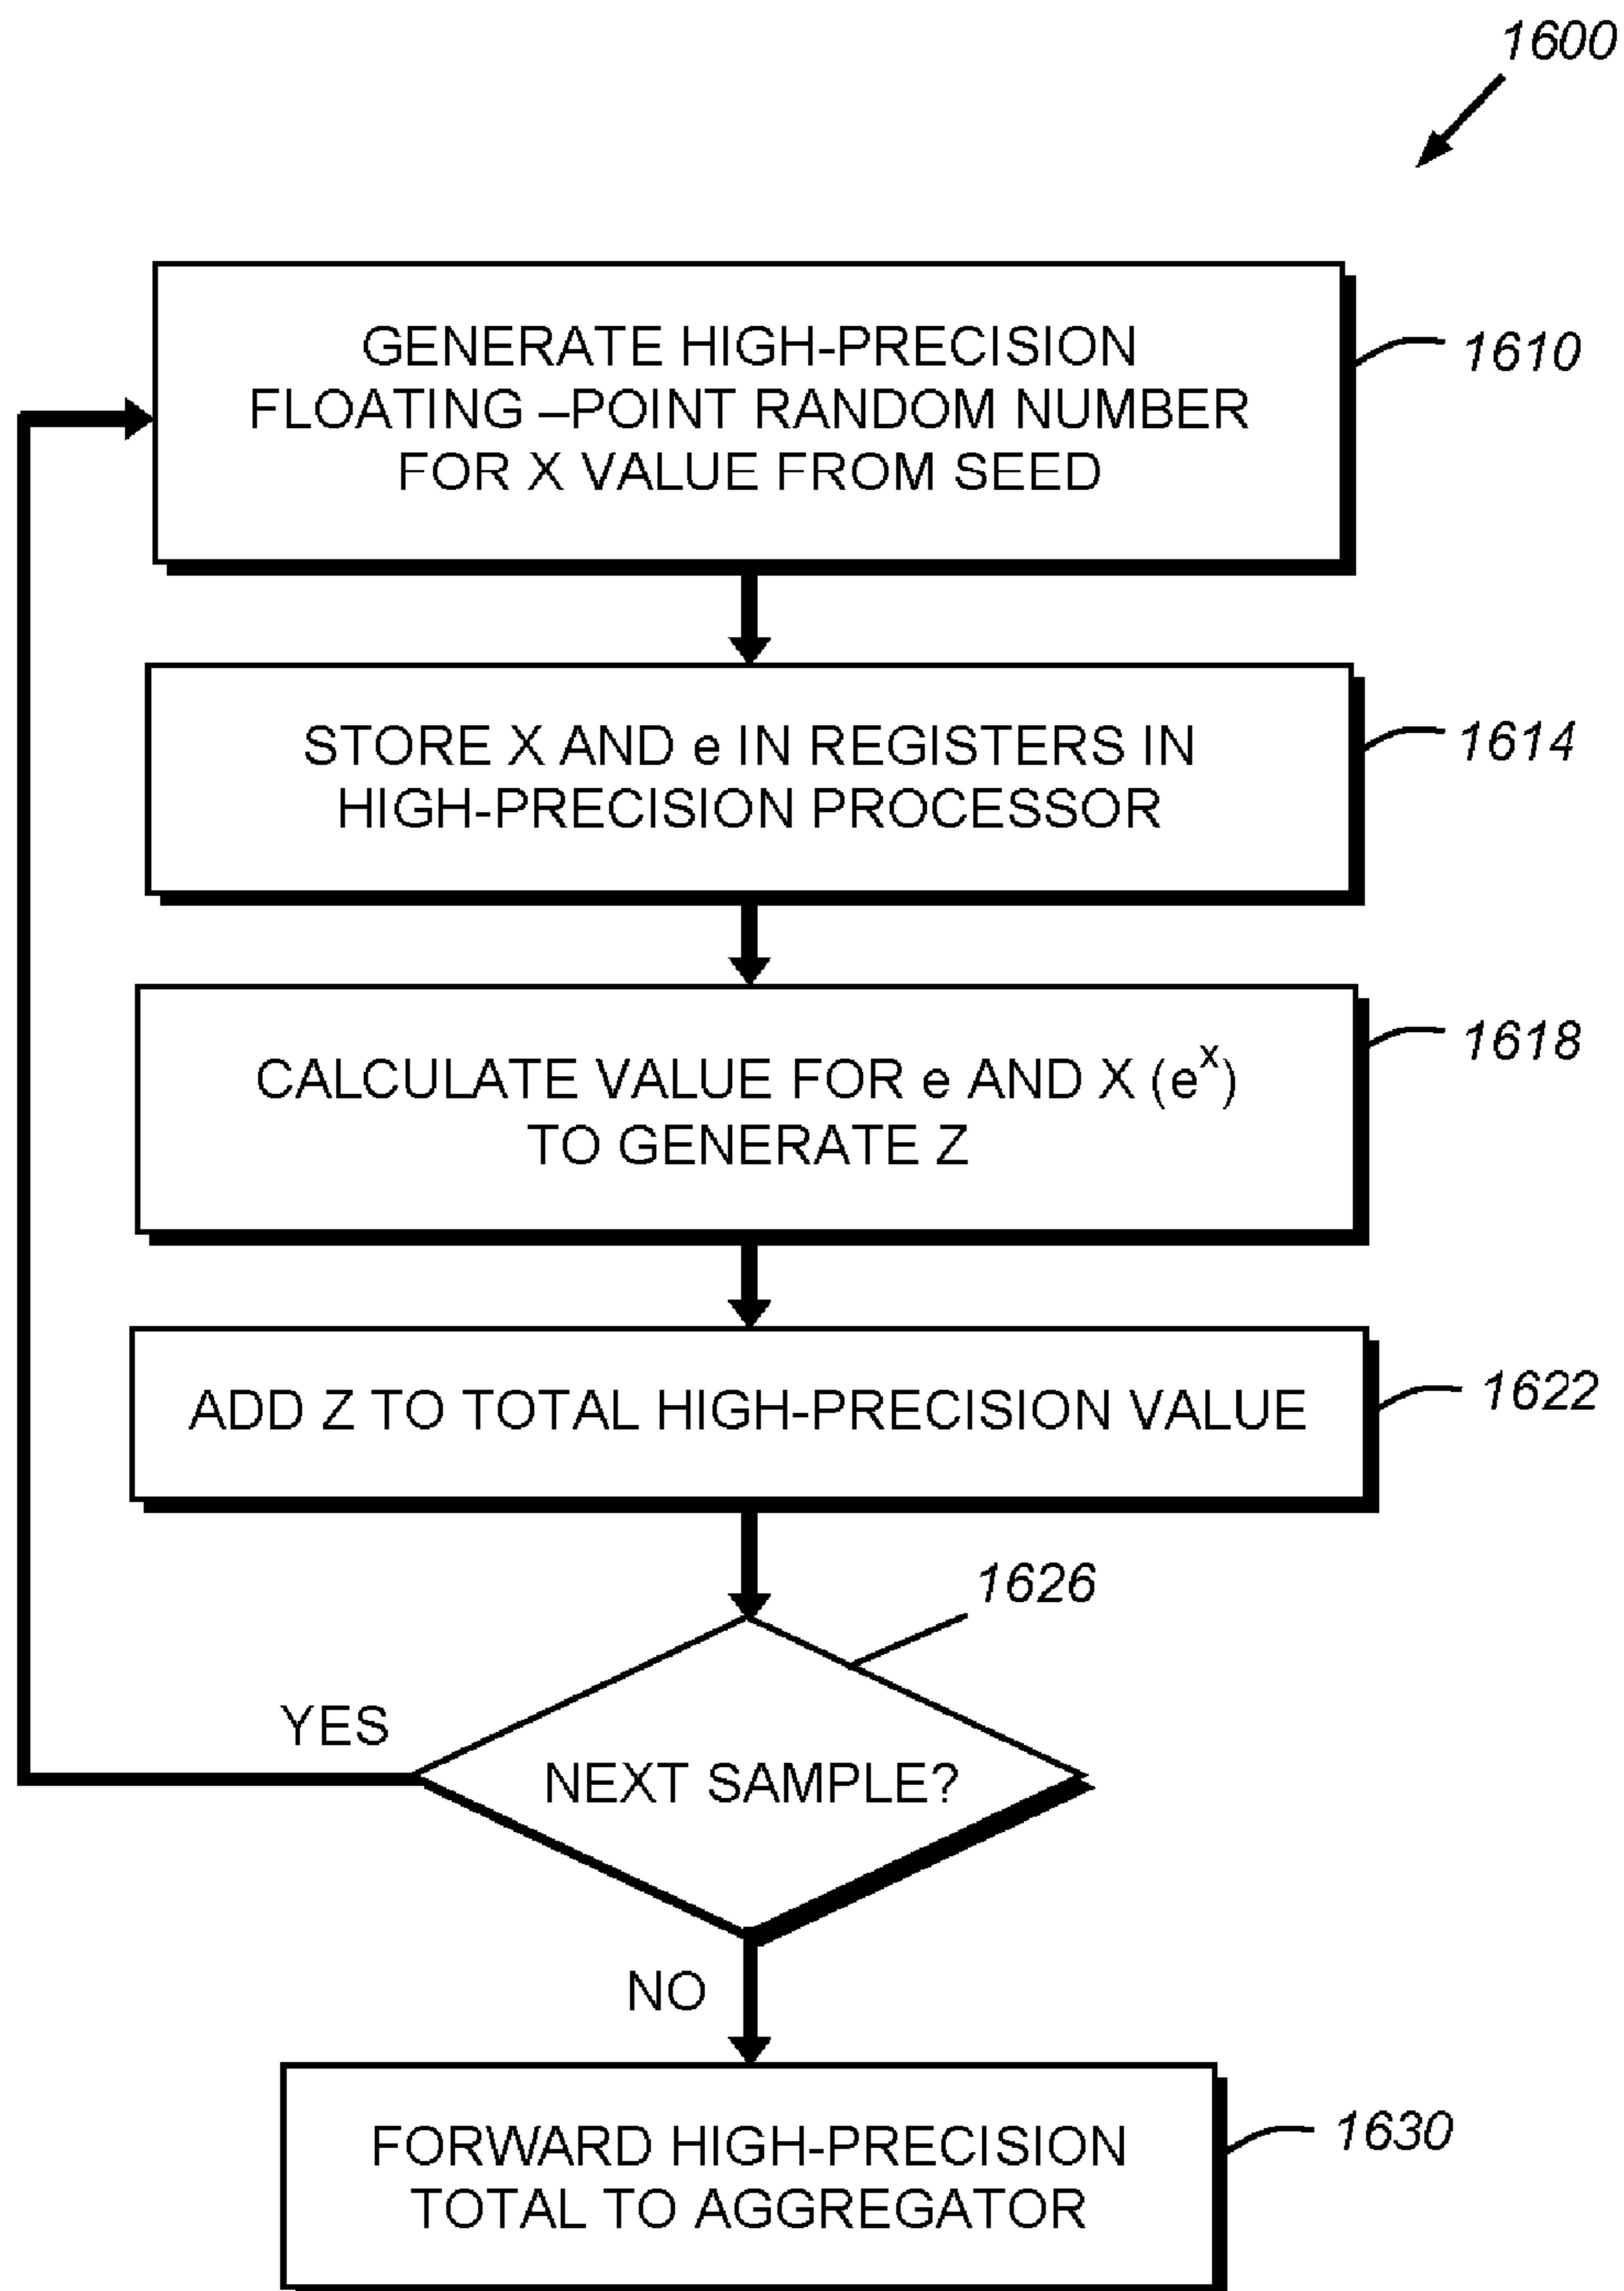 1600
GENERATE HIGH-PRECISION
FLOATING –POINT RANDOM NUMBER
FOR X VALUE FROM SEED
1610
STORE X AND e IN REGISTERS IN
HIGH-PRECISION PROCESSOR
1614
CALCULATE VALUE FOR e AND X (eˣ)
TO GENERATE Z
1618
ADD Z TO TOTAL HIGH-PRECISION VALUE
1622
1626
YES
NEXT SAMPLE?
NO
FORWARD HIGH-PRECISION
TOTAL TO AGGREGATOR
1630